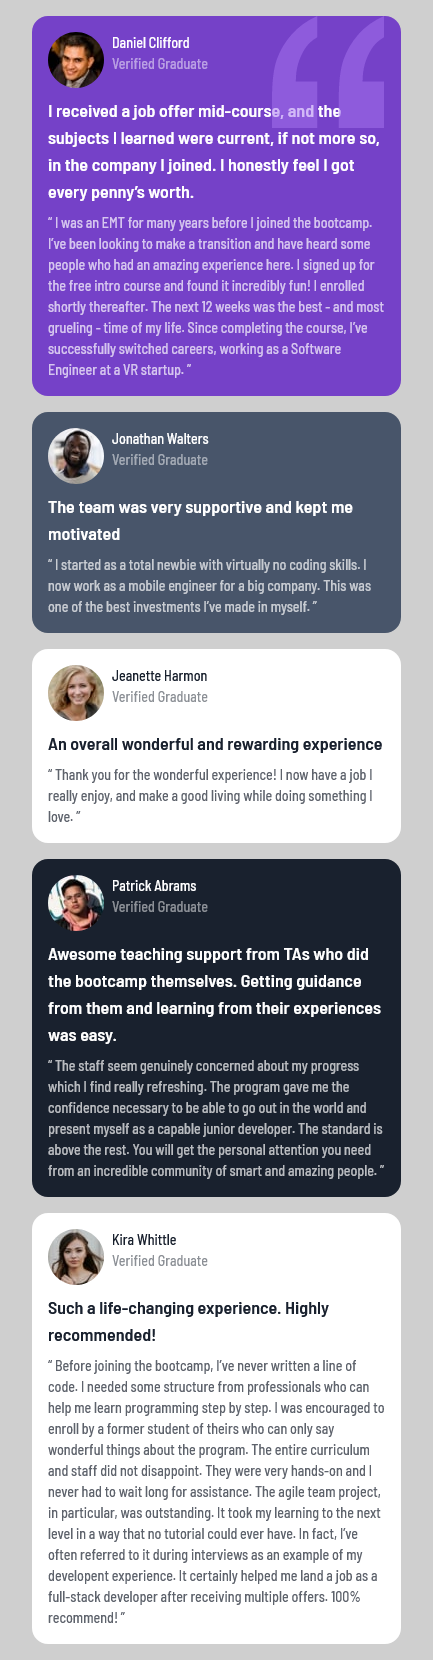 Daniel Clifford
Verified Graduate
I received a job offer mid-course, and the
subjects I learned were current, if not more so,
in the company I joined. I honestly feel I got
every penny’s worth.
“ I was an EMT for many years before I joined the bootcamp.
I’ve been looking to make a transition and have heard some
people who had an amazing experience here. I signed up for
the free intro course and found it incredibly fun! I enrolled
shortly thereafter. The next 12 weeks was the best - and most
grueling - time of my life. Since completing the course, I’ve
successfully switched careers, working as a Software
Engineer at a VR startup. ”
Jonathan Walters
Verified Graduate
The team was very supportive and kept me
motivated
“ I started as a total newbie with virtually no coding skills. I
now work as a mobile engineer for a big company. This was
one of the best investments I’ve made in myself. ”
Jeanette Harmon
Verified Graduate
An overall wonderful and rewarding experience
“ Thank you for the wonderful experience! I now have a job I
really enjoy, and make a good living while doing something I
love. ”
Patrick Abrams
Verified Graduate
Awesome teaching support from TAs who did
the bootcamp themselves. Getting guidance
from them and learning from their experiences
was easy.
“ The staff seem genuinely concerned about my progress
which I find really refreshing. The program gave me the
confidence necessary to be able to go out in the world and
present myself as a capable junior developer. The standard is
above the rest. You will get the personal attention you need
from an incredible community of smart and amazing people. ”
Kira Whittle
Verified Graduate
Such a life-changing experience. Highly
recommended!
“ Before joining the bootcamp, I’ve never written a line of
code. I needed some structure from professionals who can
help me learn programming step by step. I was encouraged to
enroll by a former student of theirs who can only say
wonderful things about the program. The entire curriculum
and staff did not disappoint. They were very hands-on and I
never had to wait long for assistance. The agile team project,
in particular, was outstanding. It took my learning to the next
level in a way that no tutorial could ever have. In fact, I’ve
often referred to it during interviews as an example of my
developent experience. It certainly helped me land a job as a
full-stack developer after receiving multiple offers. 100%
recommend! ”